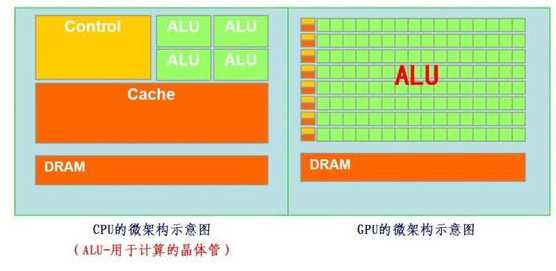 Control
ALU
ALU
ALU
ALU
Cache
DRAM
ALU
DRAM
CPU的微架构示意图
(ALU-用于计算的晶体管)
GPU的微架构示意图